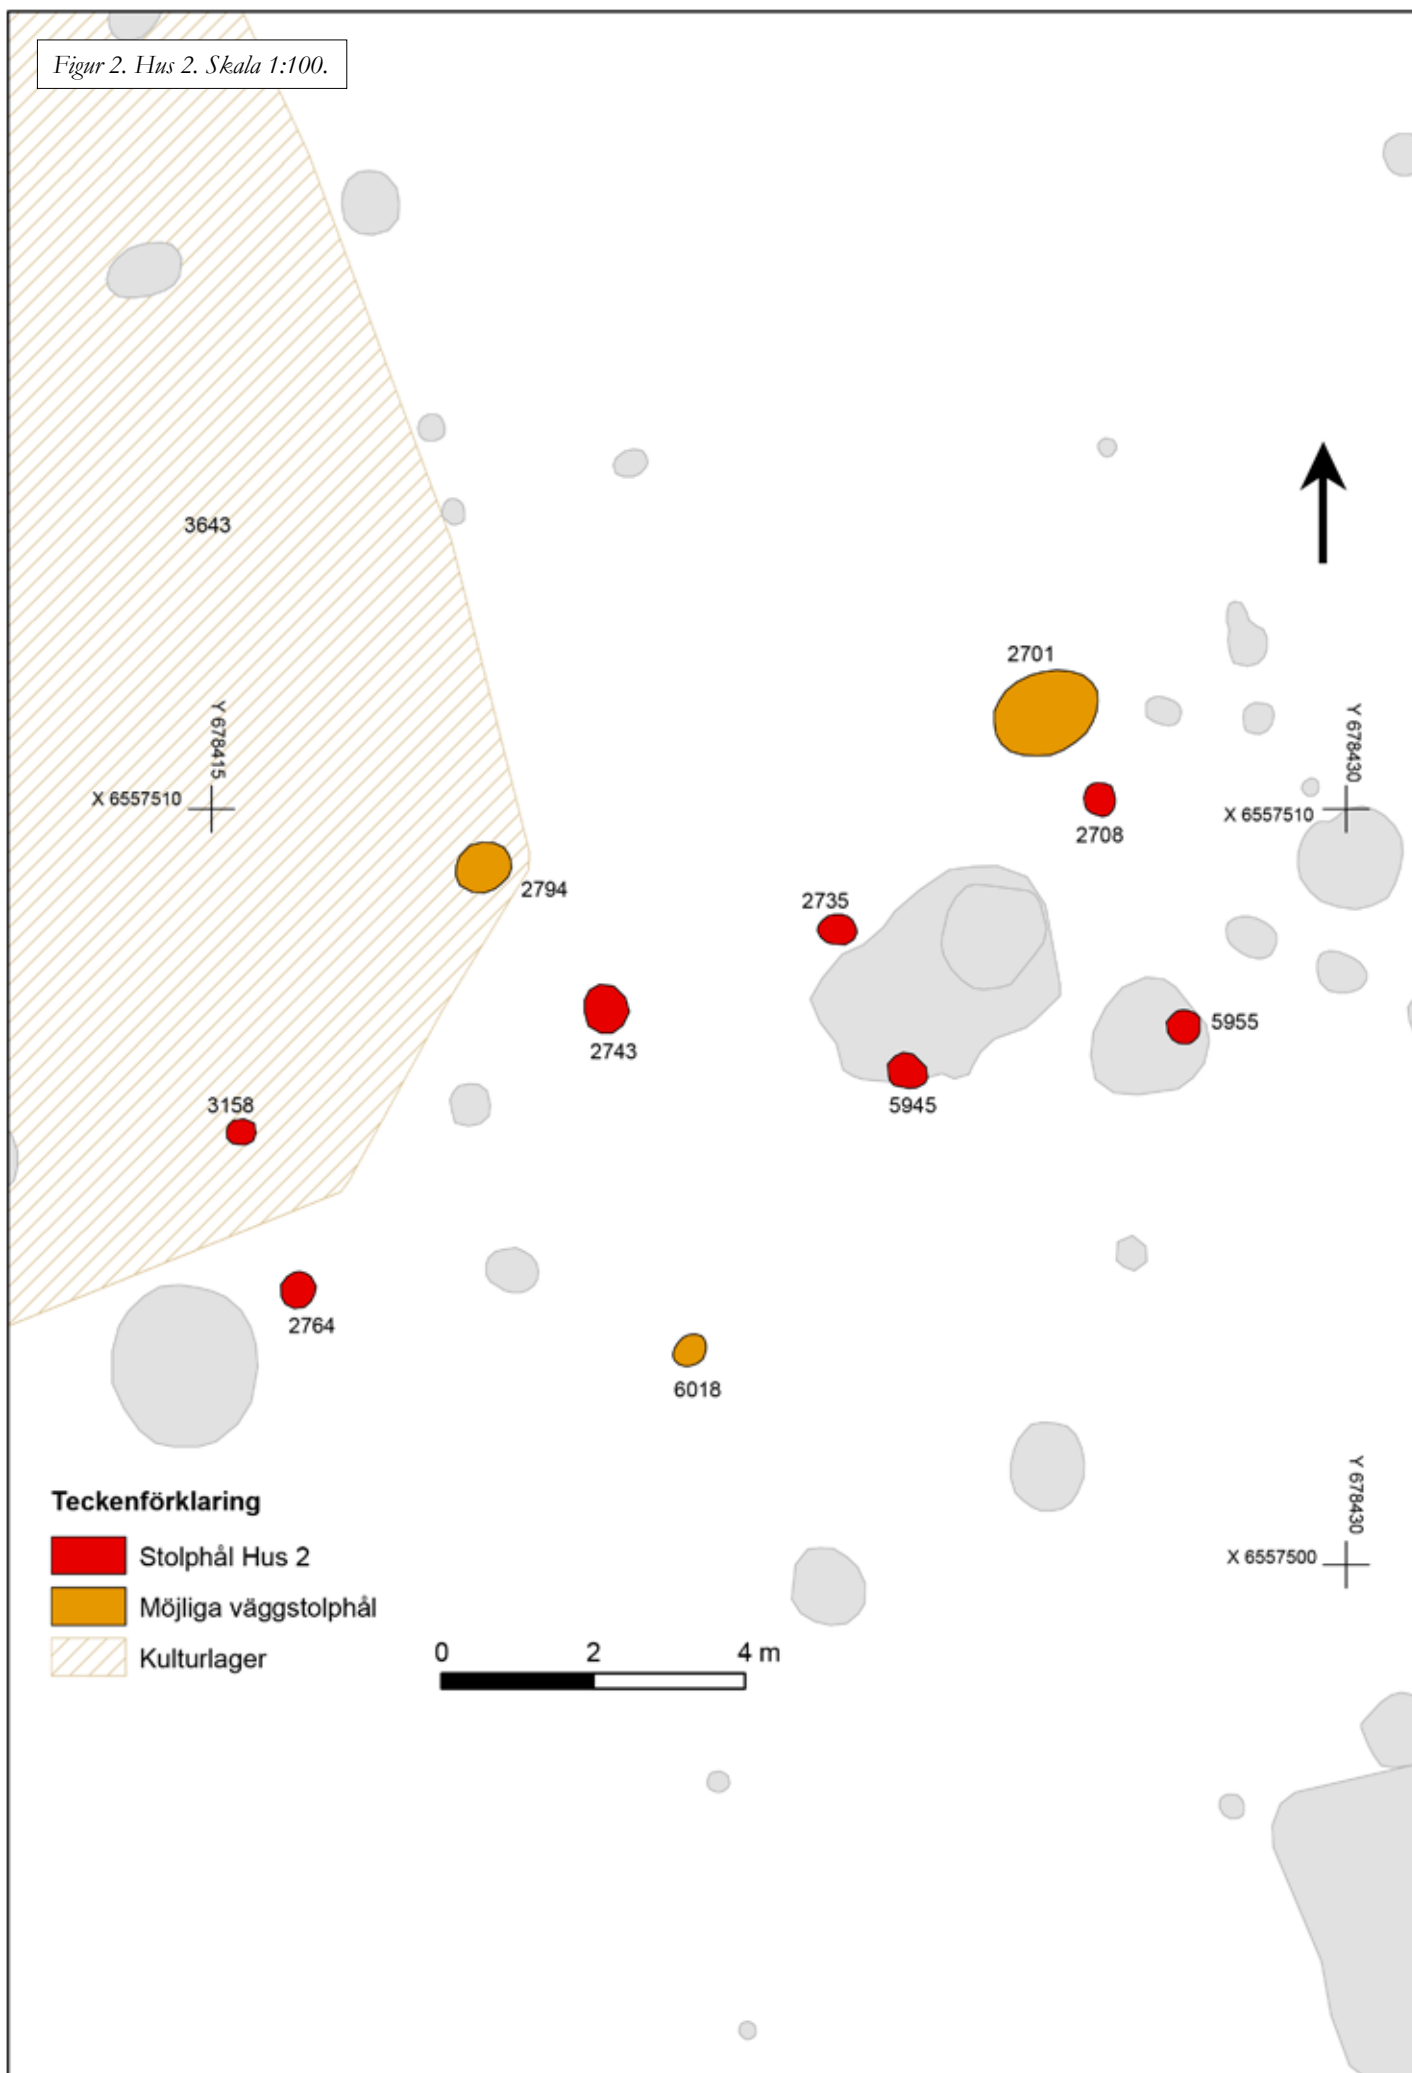 Figur 2. Hus 2. Skala 1:100.
3643
2701
Y 678415
Y 678430
X 6557510
X 6557510
2708
2794
2735
2743
5955
3158
5945
2764
6018
Teckenförklaring
Stolphål Hus 2
Möjliga väggstolphål
Kulturlager
Y 678430
X 6557500
0 2 4 m